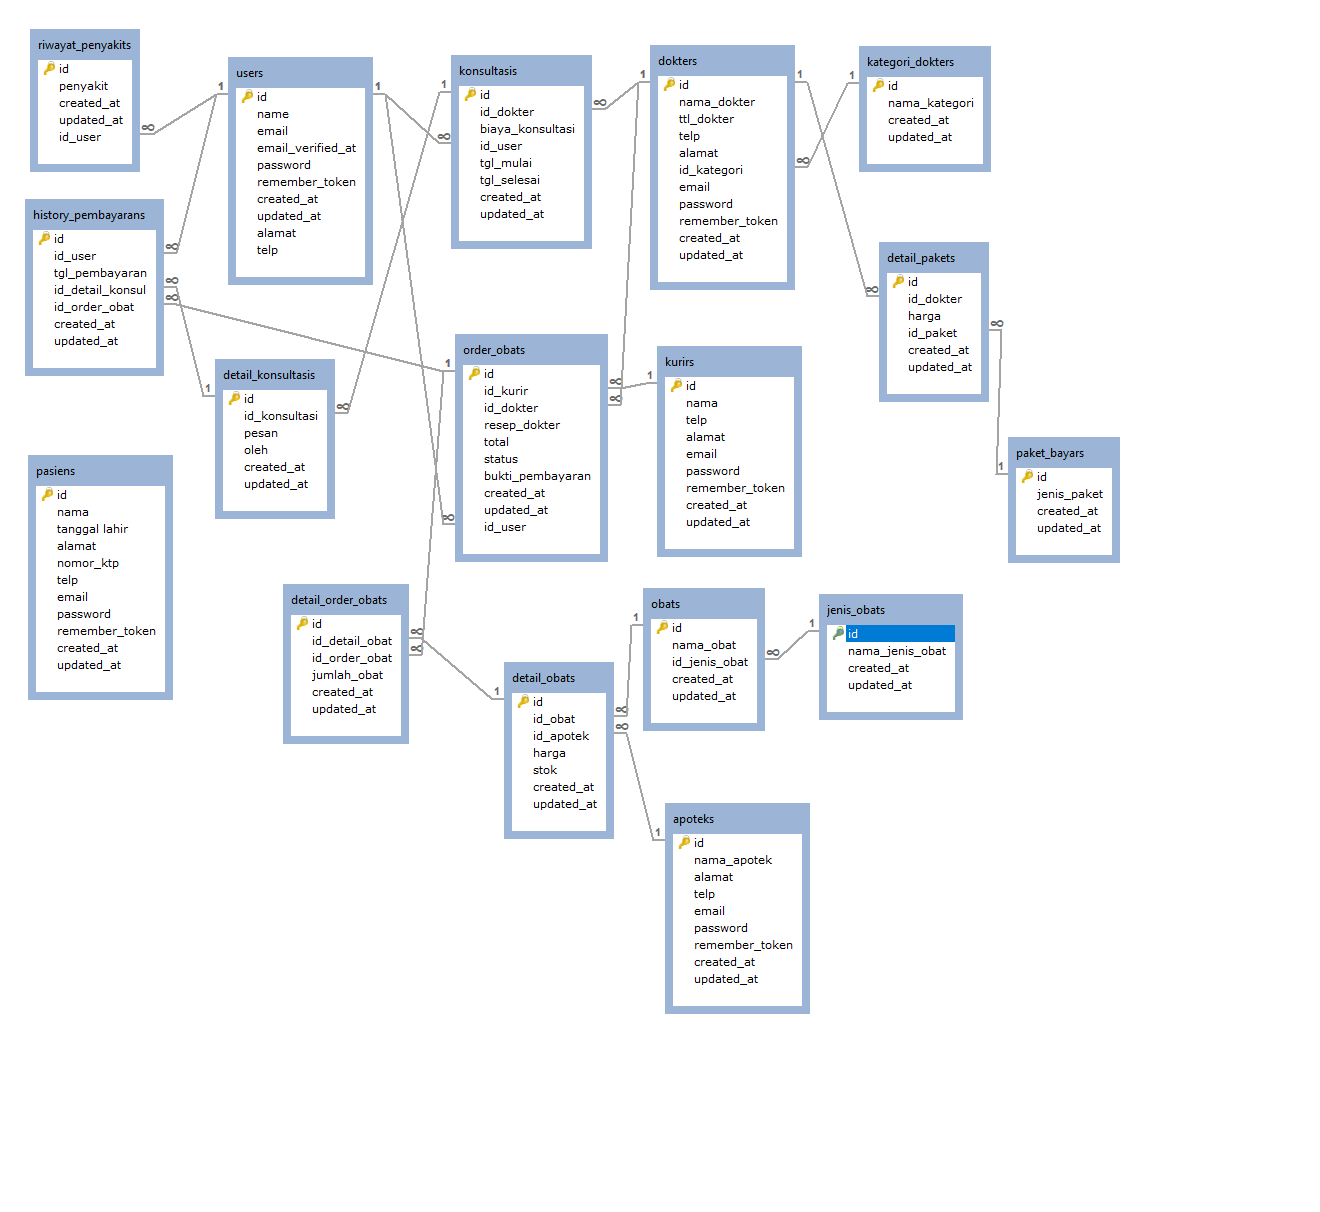 riwayat_penyakits
id
penyakit
created_at
updated_at
id_user
users
id
name
email
email_verified_at
password
remember_token
created_at
updated_at
alamat
telp
konsultasis
id
id_dokter
biaya_konsultasi
id_user
tgl_mulai
tgl_selesai
created_at
updated_at
dokters
id
nama_dokter
ttl_dokter
telp
alamat
id_kategori
email
password
remember_token
created_at
updated_at
kategori_dokters
id
nama_kategori
created_at
updated_at
history_pembayarans
id
id_user
tgl_pembayaran
id_detail_konsul
id_order_obat
created_at
updated_at
detail_pakets
id
id_dokter
harga
id_paket
created_at
updated_at
detail_konsultasis
id
id_konsultasi
pesan
oleh
created_at
updated_at
order_obats
id
id_kurir
id_dokter
resep_dokter
total
status
bukti_pembayaran
created_at
updated_at
id_user
kurirs
id
nama
telp
alamat
email
password
remember_token
created_at
updated_at
paket_bayars
id
jenis_paket
created_at
updated_at
pasiens
id
nama
tanggal lahir
alamat
nomor_ktp
telp
email
password
remember_token
created_at
updated_at
detail_order_obats
id
id_detail_obat
id_order_obat
jumlah_obat
created_at
updated_at
detail_obats
id
id_obat
id_apotek
harga
stok
created_at
updated_at
obats
id
nama_obat
id_jenis_obat
created_at
updated_at
jenis_obats
id
nama_jenis_obat
created_at
updated_at
apoteks
id
nama_apotek
alamat
telp
email
password
remember_token
created_at
updated_at
1
∞
1
∞
1
∞
1
∞
1
∞
1
∞
1
∞
1
∞
1
∞
1
∞
1
∞
1
∞
1
∞
∞
∞
∞
∞